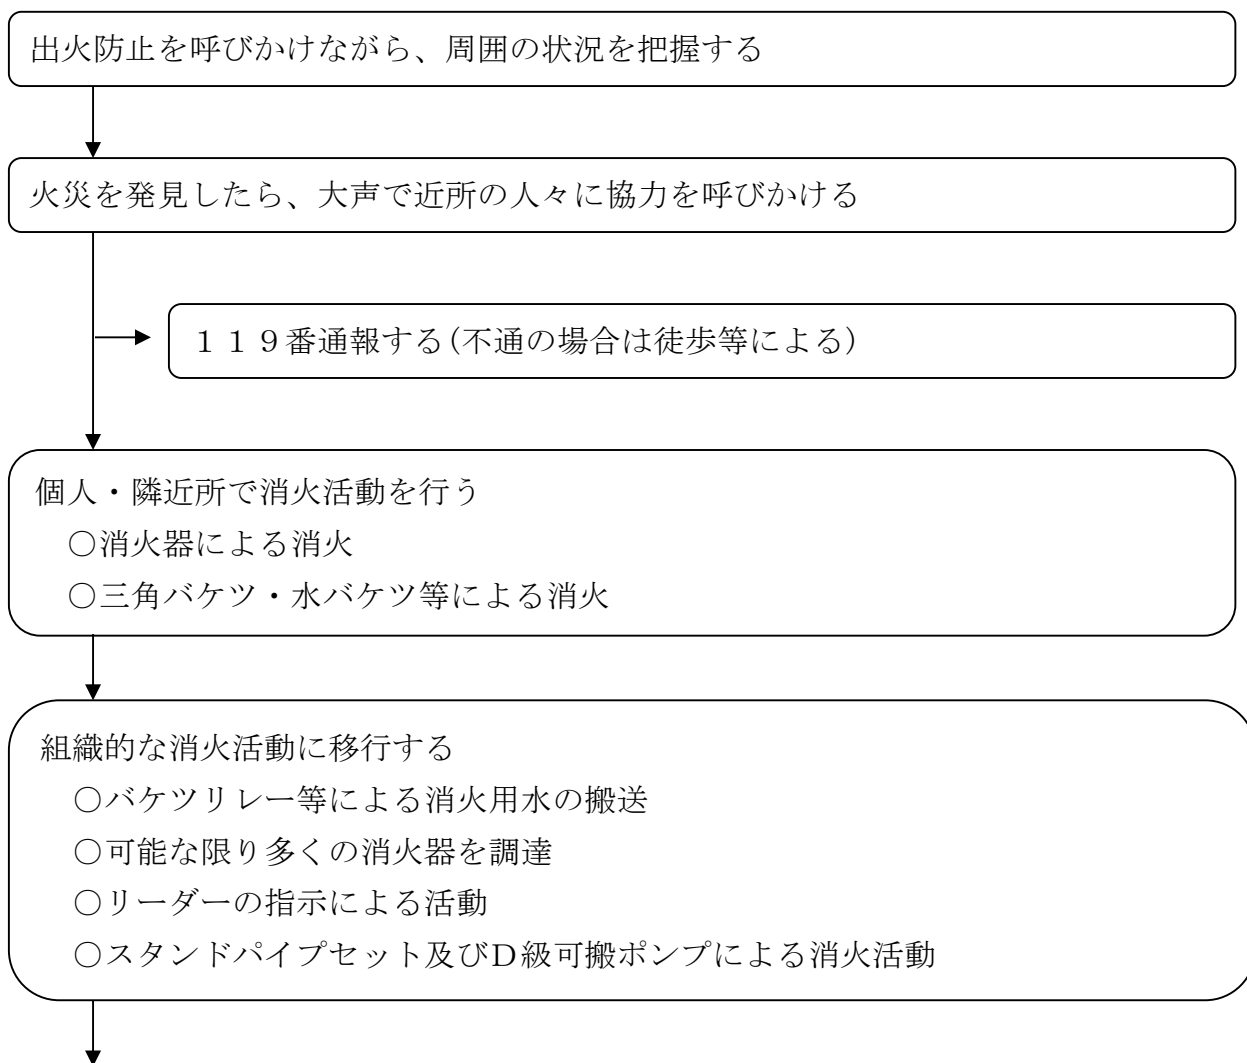 出火防止を呼びかけながら、周囲の状況を把握する
火災を発見したら、大声で近所の人々に協力を呼びかける
１１９番通報する(不通の場合は徒歩等による)
個人・隣近所で消火活動を行う
○消火器による消火
○三角バケツ・水バケツ等による消火
組織的な消火活動に移行する
○バケツリレー等による消火用水の搬送
○可能な限り多くの消火器を調達
○リーダーの指示による活動
○スタンドパイプセット及びＤ級可搬ポンプによる消火活動